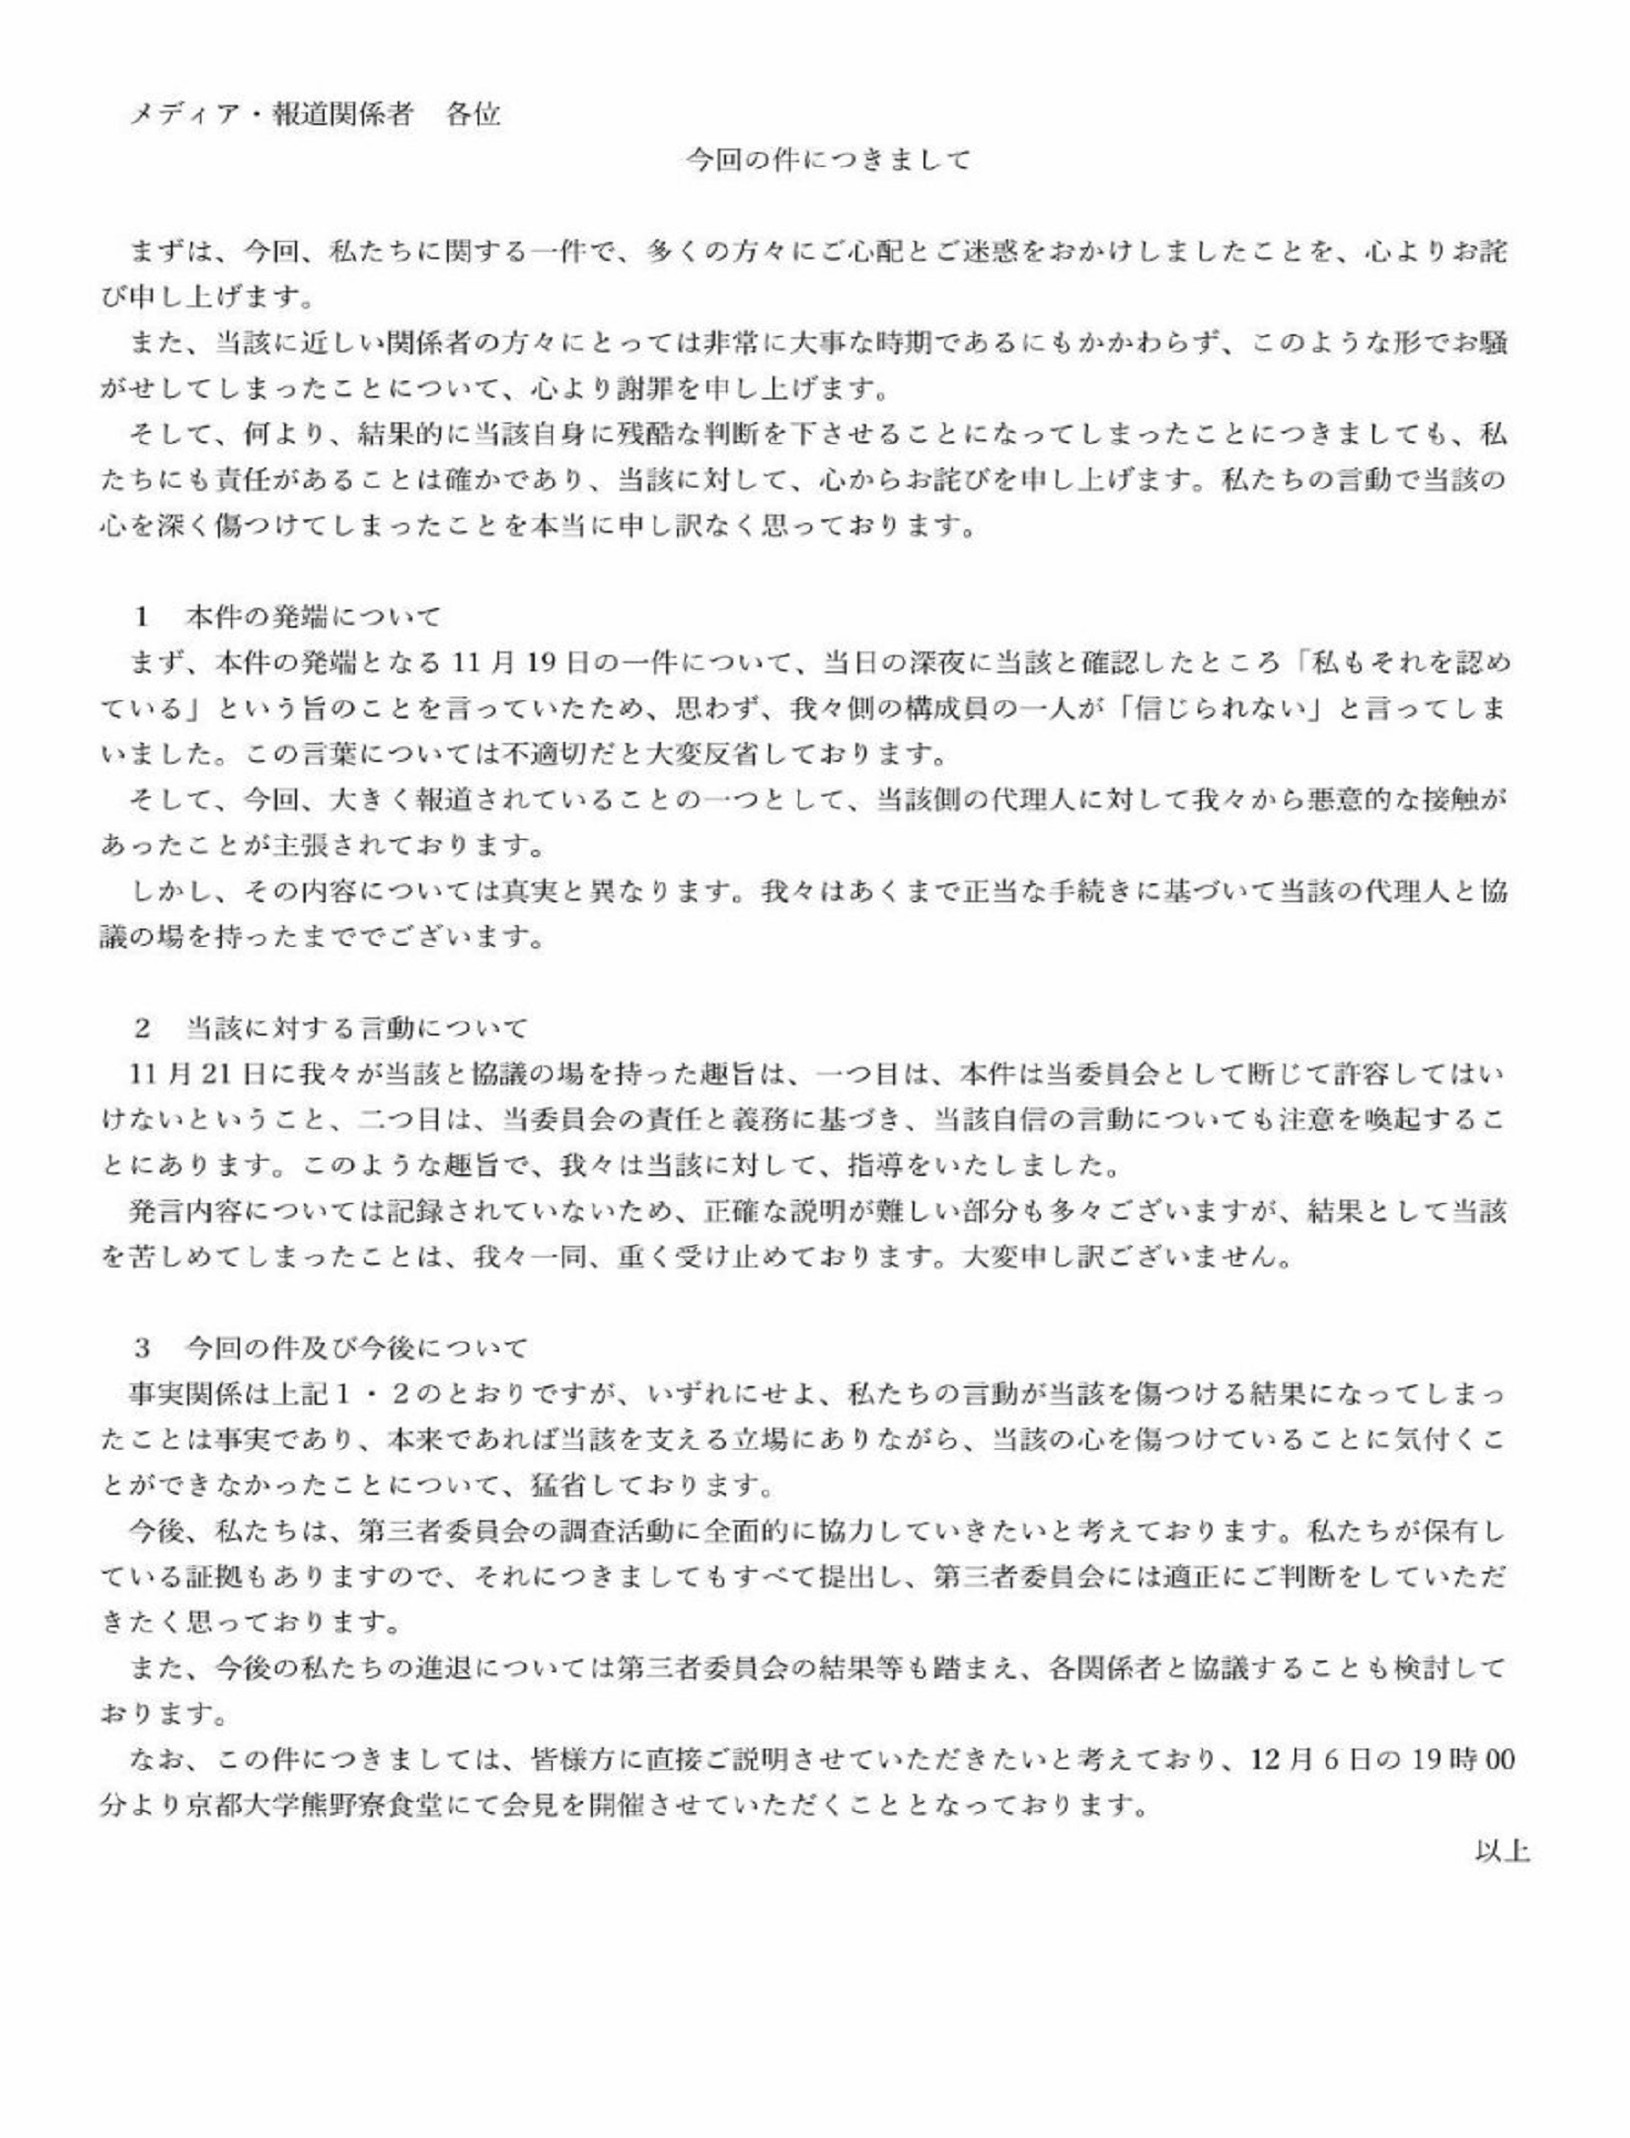 メディア・報道関係者　各位
今回の件につきまして
まずは、今回、私たちに関する一件で、多くの方々にご心配とご迷惑をおかけしましたことを、心よりお詫
び申し上げます。
また、当該に近しい関係者の方々にとっては非常に大事な時期であるにもかかわらず、このような形でお騒
がせしてしまったことについて、心より謝罪を申し上げます。
そして、何より、結果的に当該自身に残酷な判断を下させることになってしまったことにつきましても、私
たちにも責任があることは確かであり、当該に対して、心からお詫びを申し上げます。私たちの言動で当該の
心を深く傷つけてしまったことを本当に申し訳なく思っております。
1　本件の発端について
まず、本件の発端となる 11 月 19 日の一件について、当日の深夜に当該と確認したところ「私もそれを認め
ている」という旨のことを言っていたため、思わず、我々側の構成員の一人が「信じられない」と言ってしま
いました。この言葉については不適切だと大変反省しております。
そして、今回、大きく報道されていることの一つとして、当該側の代理人に対して我々から悪意的な接触が
あったことが主張されております。
しかし、その内容については真実と異なります。我々はあくまで正当な手続きに基づいて当該の代理人と協
議の場を持ったまででございます。
2　当該に対する言動について
11 月 21 日に我々が当該と協議の場を持った趣旨は、一つ目は、本件は当委員会として断じて許容してはい
けないということ、二つ目は、当委員会の責任と義務に基づき、当該自信の言動についても注意を喚起するこ
とにあります。このような趣旨で、我々は当該に対して、指導をいたしました。
発言内容については記録されていないため、正確な説明が難しい部分も多々ございますが、結果として当該
を苦しめてしまったことは、我々一同、重く受け止めております。大変申し訳ございません。
3　今回の件及び今後について
事実関係は上記１・２のとおりですが、いずれにせよ、私たちの言動が当該を傷つける結果になってしまっ
たことは事実であり、本来であれば当該を支える立場にありながら、当該の心を傷つけていることに気付くこ
とができなかったことについて、猛省しております。
今後、私たちは、第三者委員会の調査活動に全面的に協力していきたいと考えております。私たちが保有し
ている証拠もありますので、それにつきましてもすべて提出し、第三者委員会には適正にご判断をしていただ
きたく思っております。
また、今後の私たちの進退については第三者委員会の結果等も踏まえ、各関係者と協議することも検討して
おります。
なお、この件につきましては、皆様方に直接ご説明させていただきたいと考えており、12 月 6 日の 19 時 00
分より京都大学熊野寮食堂にて会見を開催させていただくこととなっております。
以上